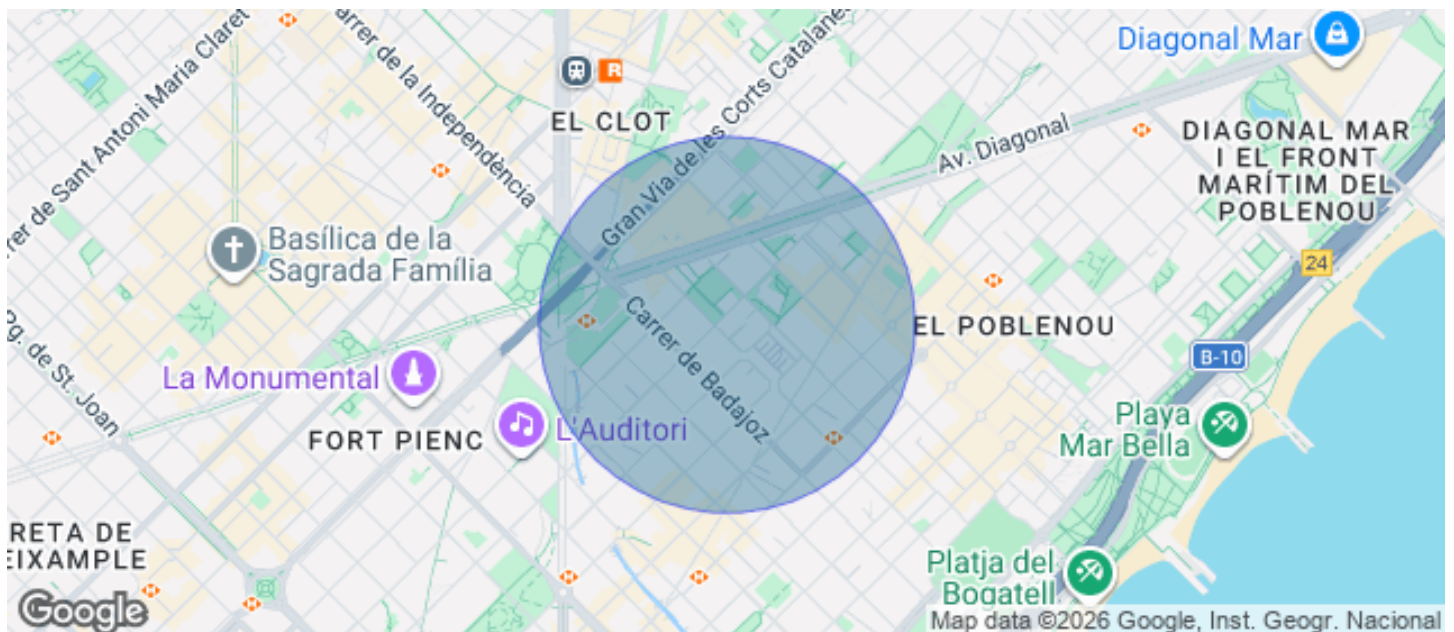 Carrer de Sant Antoni Maria Claret
Carrer de la Independència
EL CLOT
Gran Via de les Corts Catalanes
Diagonal Mar
Av. Diagonal
DIAGONAL MAR
I EL FRONT
MARÍTIM DEL
POBLENOU
Basílica de la
Sagrada Família
24
Carrer de Badajoz
EL POBLENOU
B-10
Pg. de St. Joan
La Monumental
FORT PIENC
L'Auditori
Playa
Mar Bella
RETA DE
EIXAMPLE
Platja del
Bogatell
Google
Map data ©2026 Google, Inst. Geogr. Nacional